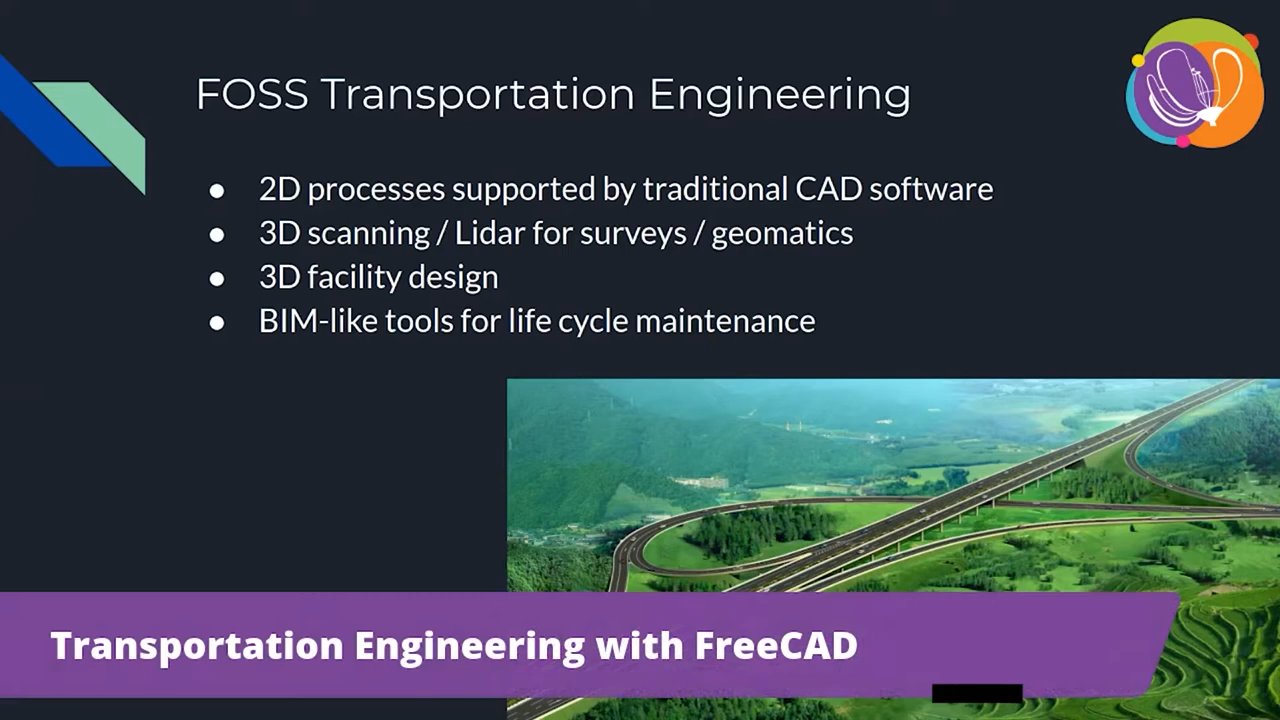 FOSS Transportation Engineering
● 2D processes supported by traditional CAD software
● 3D scanning / Lidar for surveys / geomatics
● 3D facility design
● BIM-like tools for life cycle maintenance
Transportation Engineering with FreeCAD